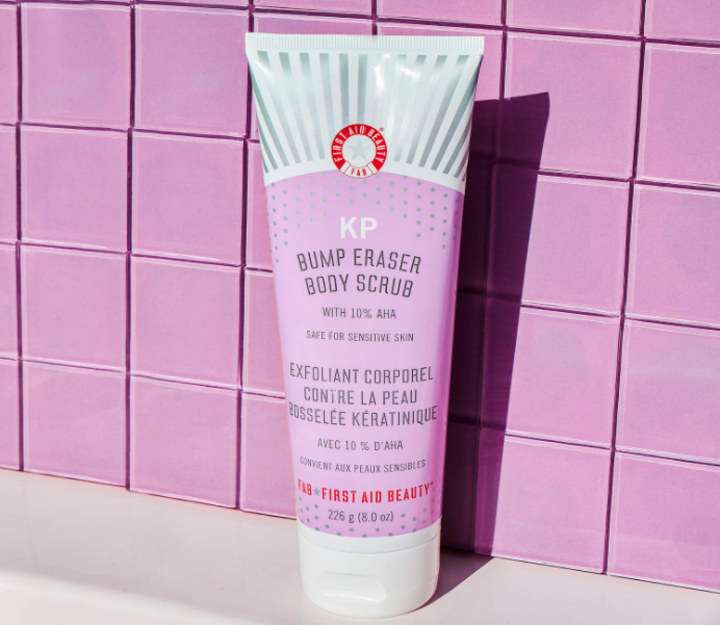 FIRST AID BEAUTY
(FAB)
KP
BUMP ERASER
BODY SCRUB
WITH 10% AHA
SAFE FOR SENSITIVE SKIN
EXFOLIANT CORPOREL
CONTRE LA PEAU
BOSSELÉE KÉRATINIQUE
AVEC 10 % D'AHA
CONVIENT AUX PEAUX SENSIBLES
FAB★FIRST AID BEAUTY
226 g (8.0 oz)